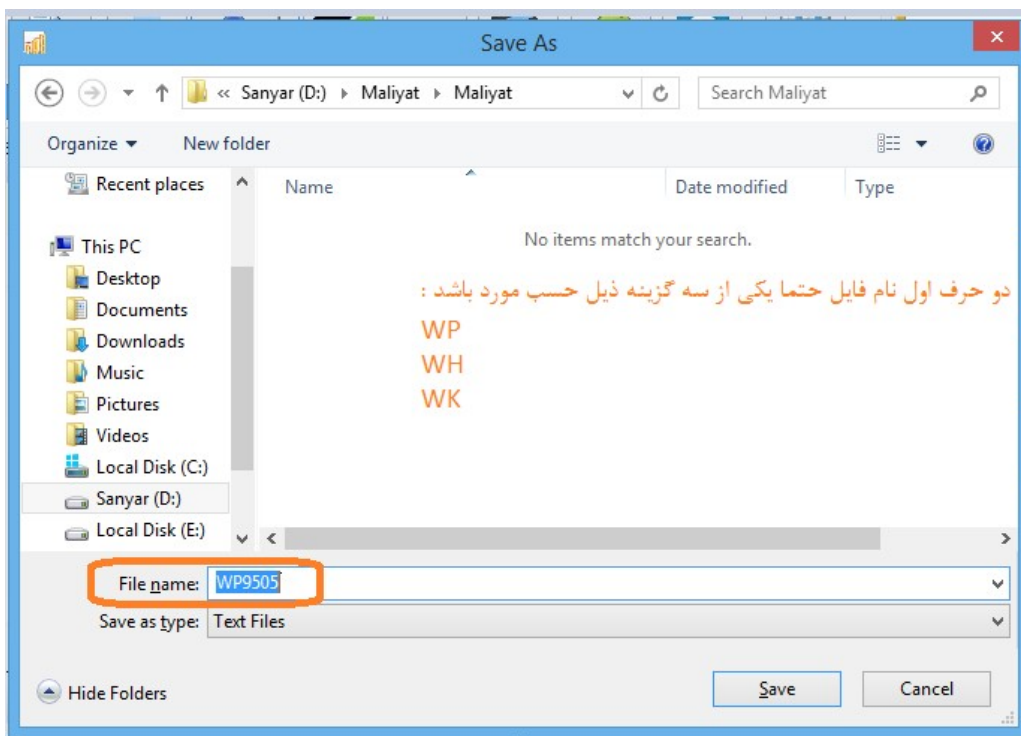 Save As
« Sanyar (D:) ▸ Maliyat ▸ Maliyat
Search Maliyat
Organize
New folder
Recent places
Name
Date modified
Type
This PC
No items match your search.
Desktop
دو حرف اول نام فایل حتما یکی از سه گزینه ذیل حسب مورد باشد :
Documents
WP
Downloads
WH
Music
WK
Pictures
Videos
Local Disk (C:)
Sanyar (D:)
Local Disk (E:)
File name: WP9505
Save as type: Text Files
Hide Folders
Save
Cancel